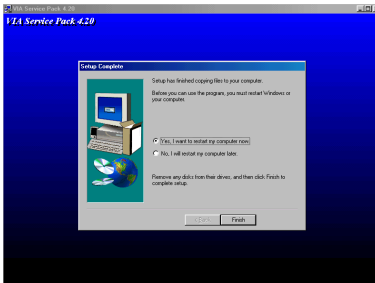 VIA Service Pack 4.20
VIA Service Pack 4.20
Setup Complete
Setup has finished copying files to your computer.
Before you can use the program, you must restart Windows or
your computer.
Yes, I want to restart my computer now.
No, I will restart my computer later.
Remove any disks from their drives, and then click Finish to
complete setup.
< Back
Finish